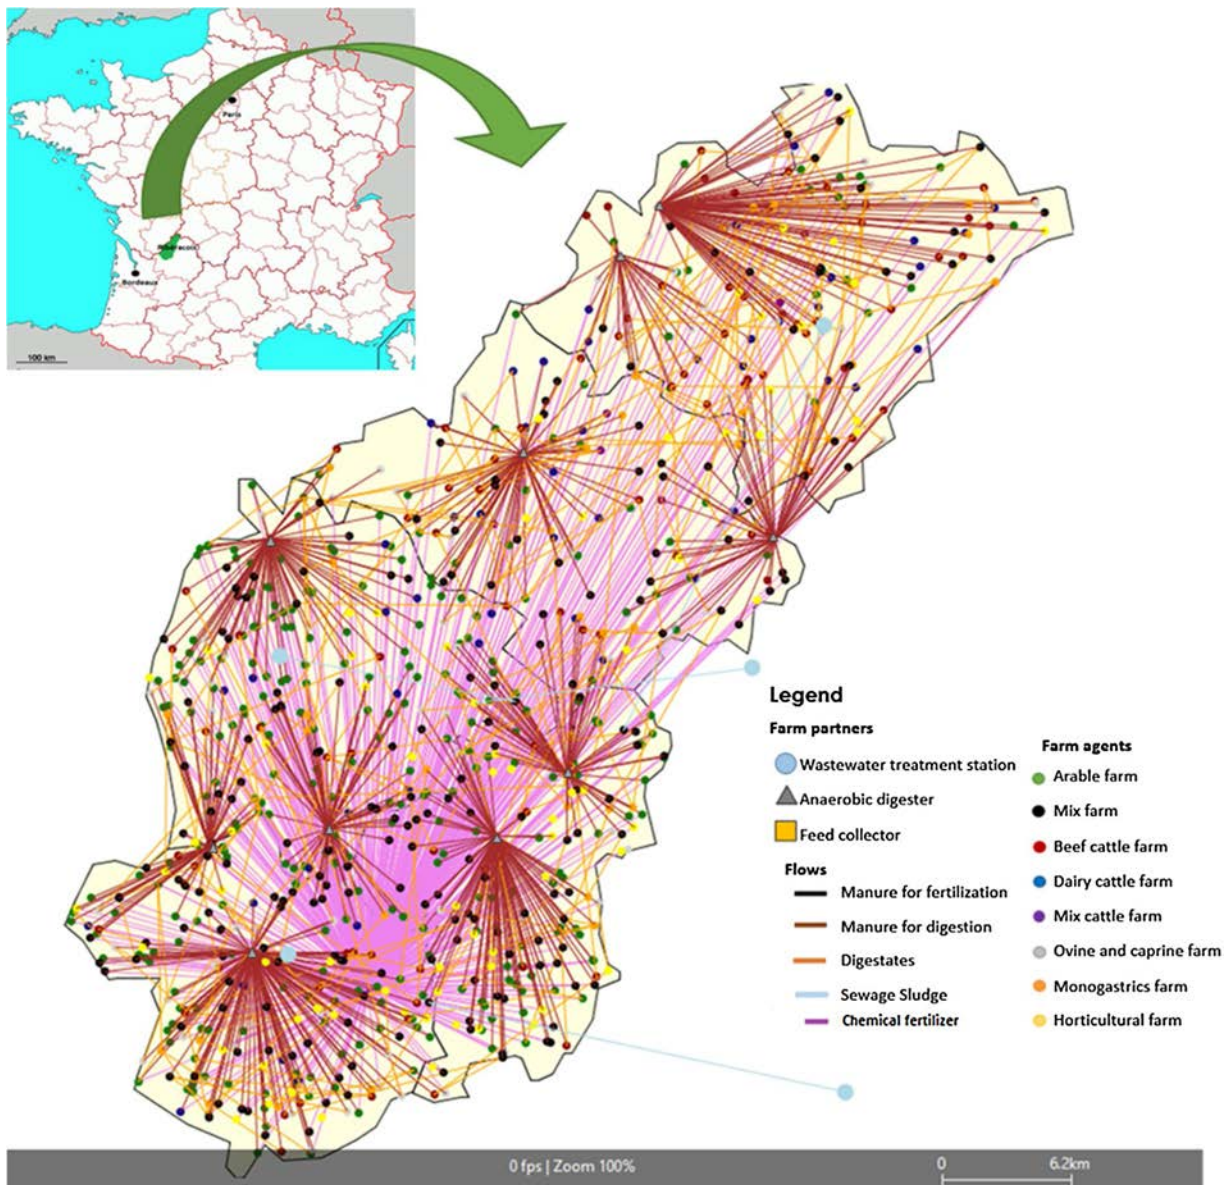 Paris
Bordeaux
100 km
Legend
Farm partners
Wastewater treatment station
Anaerobic digester
Feed collector
Flows
Manure for fertilization
Manure for digestion
Digestates
Sewage Sludge
Chemical fertilizer
Farm agents
Arable farm
Mix farm
Beef cattle farm
Dairy cattle farm
Mix cattle farm
Ovine and caprine farm
Monogastrics farm
Horticultural farm
0 fps | Zoom 100%
0
6.2km